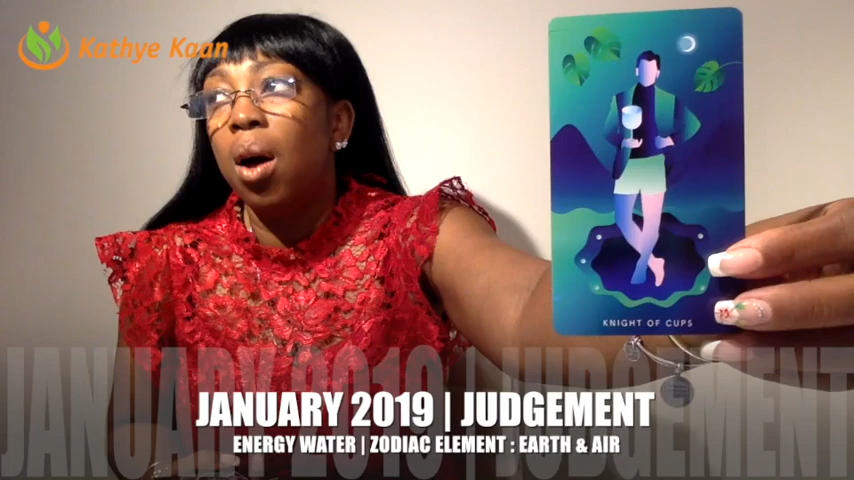 Kathye Kaan
KNIGHT OF CUPS
JANUARY 2019 | JUDGEMENT
JANUARY 2019 | JUDGEMENT
ENERGY WATER | ZODIAC ELEMENT : EARTH & AIR